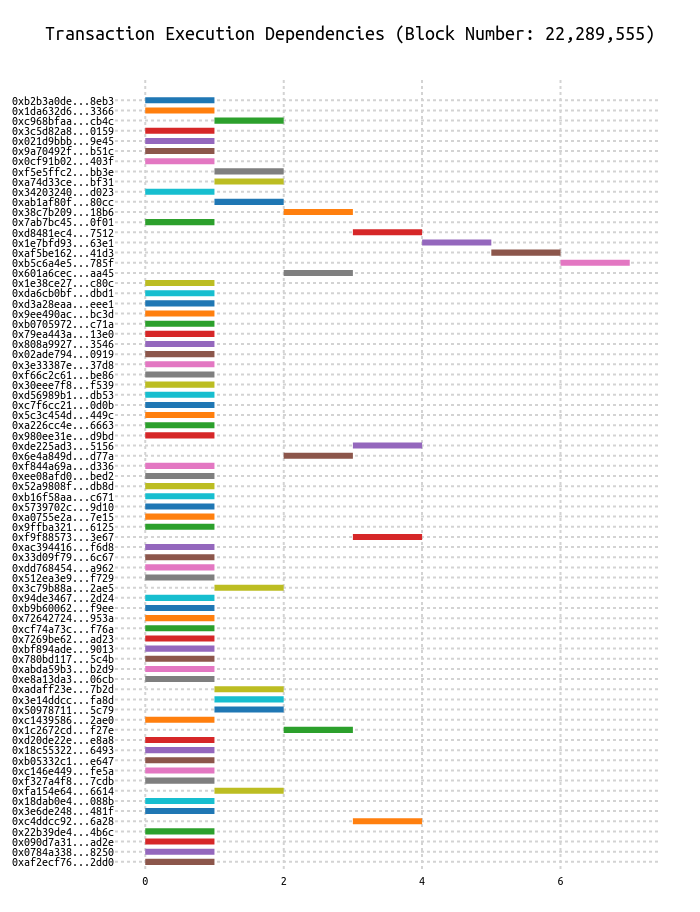 Transaction Execution Dependencies (Block Number: 22,289,555)
0xb2b3a0de...8eb3
0x1da632d6...3366
0xc968bfaa...cb4c
0x3c5d82a8...0159
0x021d9bbb...9e45
0x9a70492f...b51c
0x0cf91b02...403f
0xf5e5ffc2...bb3e
0xa74d33ce...bf31
0x34203240...d023
0xab1af80f...80cc
0x38c7b209...18b6
0x7ab7bc45...0f01
0xd8481ec4...7512
0x1e7bfd93...63e1
0xaf5be162...41d3
0xb5c6a4e5...785f
0x601a6cec...aa45
0x1e38ce27...c80c
0xda6cb0bf...dbd1
0xd3a28eaa...eee1
0x9ee490ac...bc3d
0xb0705972...c71a
0x79ea443a...13e0
0x808a9927...3546
0x02ade794...0919
0x3e33387e...37d8
0xf66c2c61...be86
0x30eee7f8...f539
0xd56989b1...db53
0xc7f6cc21...0d0b
0x5c3c454d...449c
0xa226cc4e...6663
0x980ee31e...d9bd
0xde225ad3...5156
0x6e4a849d...d77a
0xf844a69a...d336
0xee08afd0...bed2
0x52a9808f...db8d
0xb16f58aa...c671
0x5739702c...9d10
0xa0755e2a...7e15
0x9ffba321...6125
0xf9f88573...3e67
0xac394416...f6d8
0x33d09f79...6c67
0xdd768454...a962
0x512ea3e9...f729
0x3c79b88a...2ae5
0x94de3467...2d24
0xb9b60062...f9ee
0x72642724...953a
0xcf74a73c...f76a
0x7269be62...ad23
0xbf894ade...9013
0x780bd117...5c4b
0xabda59b3...b2d9
0xe8a13da3...06cb
0xadaff23e...7b2d
0x3e14ddcc...fa8d
0x50978711...5c79
0xc1439586...2ae0
0x1c2672cd...f27e
0xd20de22e...e8a8
0x18c55322...6493
0xb05332c1...e647
0xc146e449...fe5a
0xf327a4f8...7cdb
0xfa154e64...6614
0x18dab0e4...088b
0x3e6de248...481f
0xc4ddcc92...6a28
0x22b39de4...4b6c
0x090d7a31...ad2e
0x0784a338...8250
0xaf2ecf76...2dd0
0 2 4 6